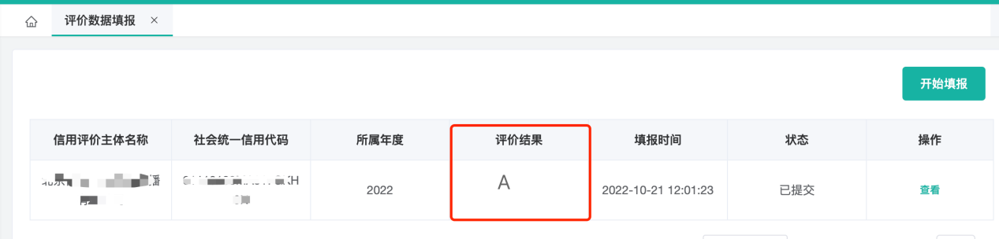 评价数据填报 ×
开始填报
信用评价主体名称 社会统一信用代码 所属年度 评价结果 填报时间 状态 操作
2022 A 2022-10-21 12:01:23 已提交 查看